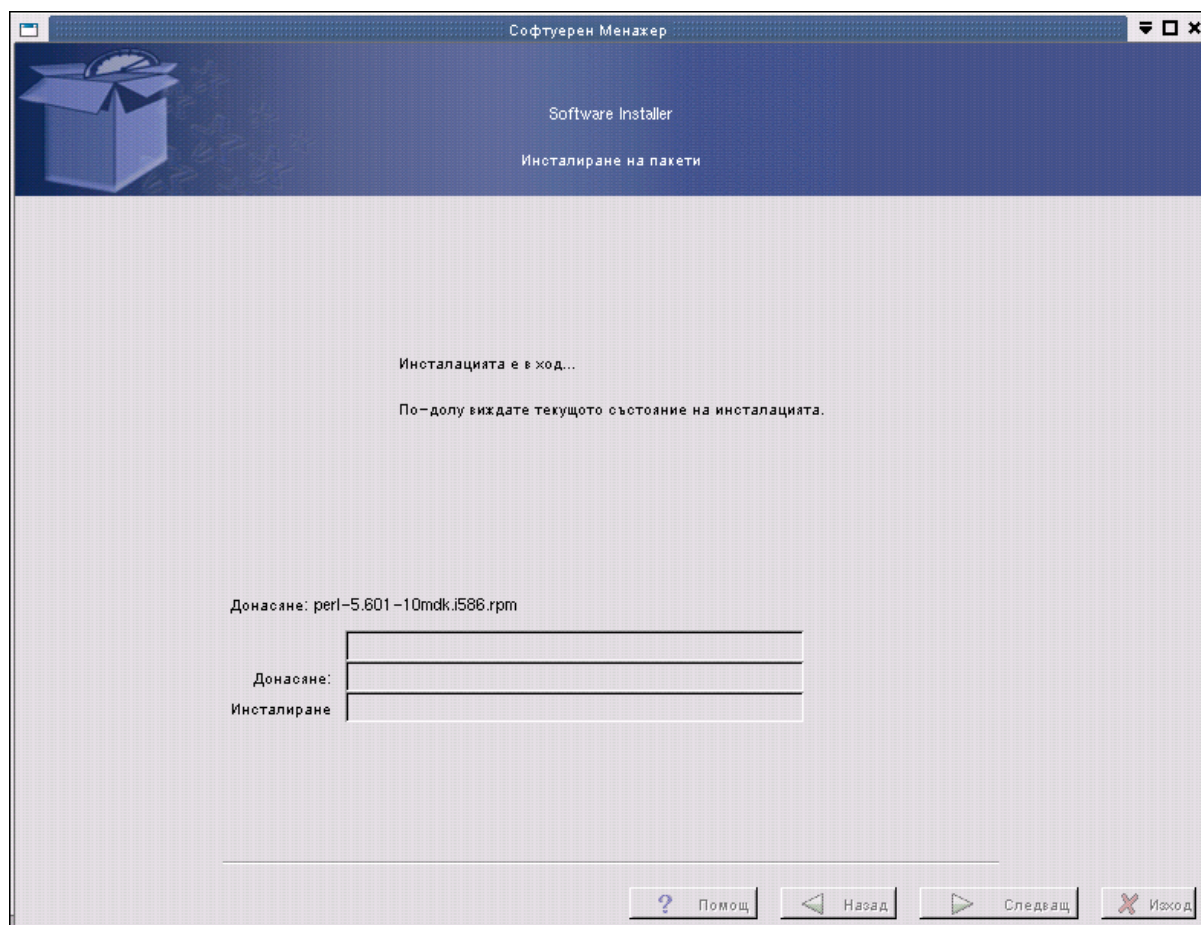 Софтуерен Менажер
Software Installer
Инсталиране на пакети
Инсталацията е в ход...
По-долу виждате текущото състояние на инсталацията.
Донасяне: perl-5.601-10mdk.i586.rpm
Донасяне:
Инсталиране
? Помощ Назад Следващ Изход